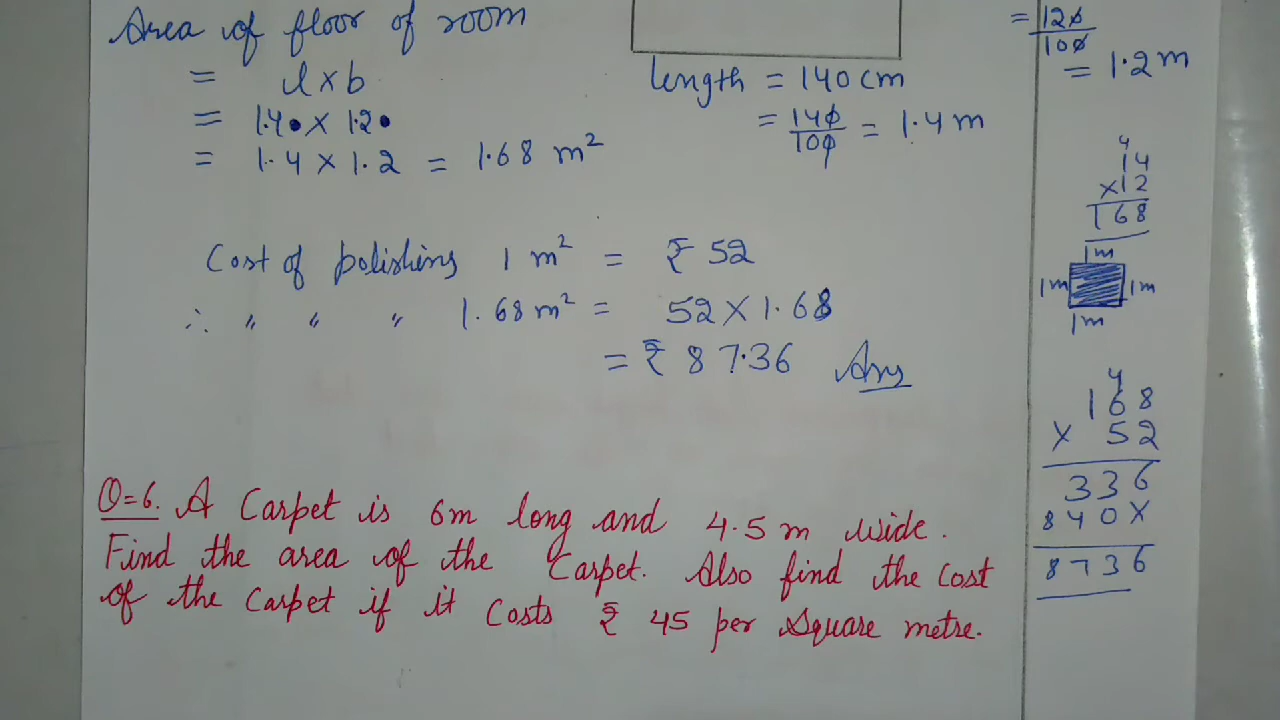 Area of floor of room
= l × b
= 1.4 × 1.2
= 1.4 × 1.2 = 1.68 m²
length = 140 cm
= 140/100 = 1.4 m
= 120/100
= 1.2 m
4
14
×12
168
1m
1m 1m
1m
Cost of polishing 1 m² = ₹ 52
∴ " " " 1.68 m² = 52 × 1.68
= ₹ 87.36 Ans
4
168
× 52
336
840×
8736
Q=6. A Carpet is 6m long and 4.5 m wide.
Find the area of the Carpet. Also find the cost
of the Carpet if it Costs ₹ 45 per square metre.